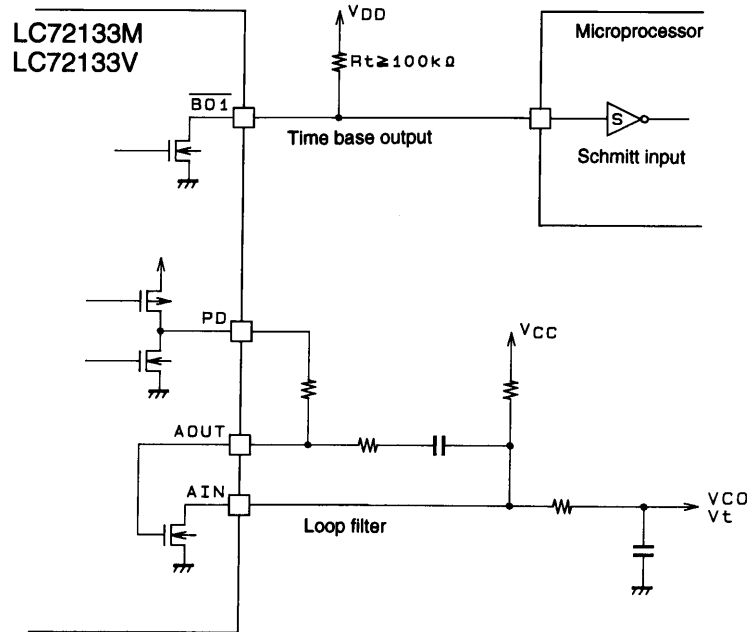 LC72133M
LC72133V
VDD
Rt≧100kΩ
Microprocessor
BO1
Time base output
S
Schmitt input
PD
VCC
AOUT
AIN
Loop filter
VCO
Vt